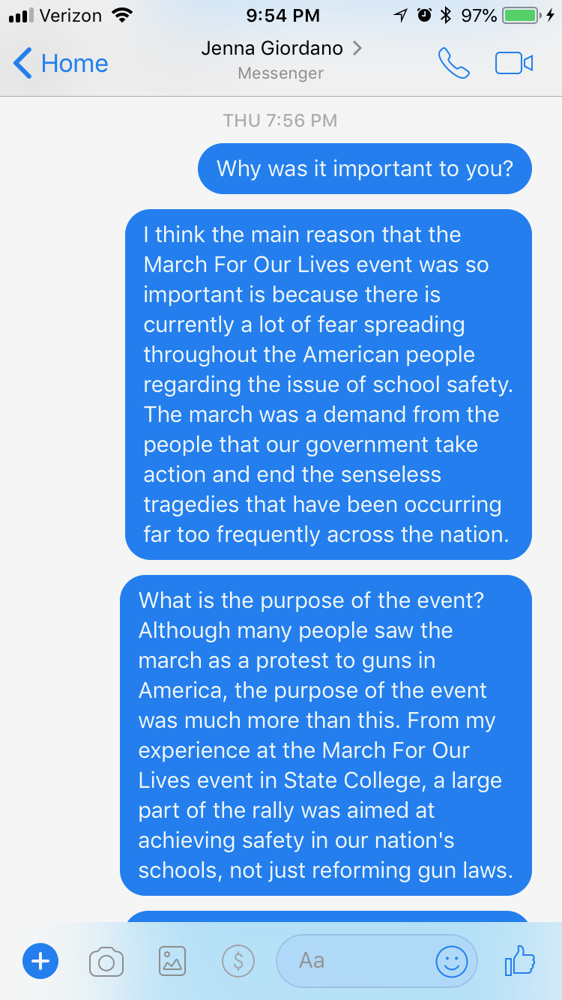 Verizon 9:54 PM 97%
Home Jenna Giordano
Messenger
THU 7:56 PM
Why was it important to you?
I think the main reason that the
March For Our Lives event was so
important is because there is
currently a lot of fear spreading
throughout the American people
regarding the issue of school safety.
The march was a demand from the
people that our government take
action and end the senseless
tragedies that have been occurring
far too frequently across the nation.
What is the purpose of the event?
Although many people saw the
march as a protest to guns in
America, the purpose of the event
was much more than this. From my
experience at the March For Our
Lives event in State College, a large
part of the rally was aimed at
achieving safety in our nation's
schools, not just reforming gun laws.
$ Aa